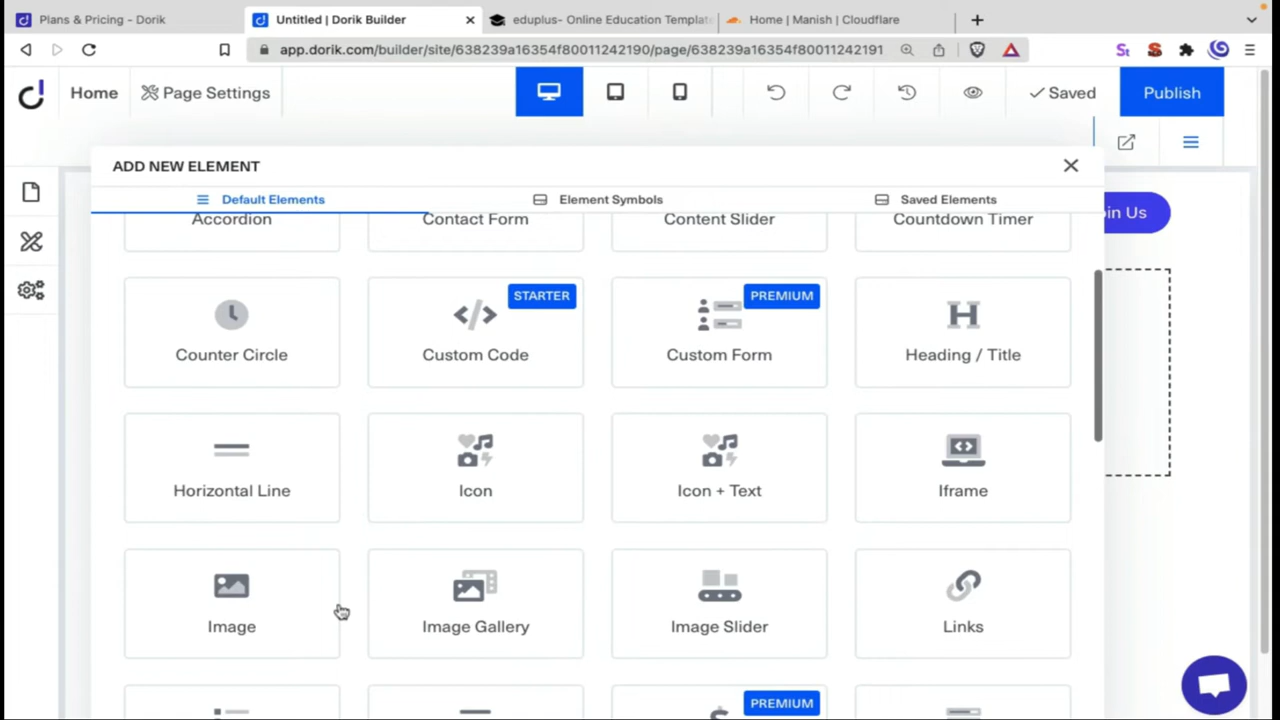 Plans & Pricing - Dorik
Untitled | Dorik Builder
eduplus- Online Education Templat
Home | Manish | Cloudflare
app.dorik.com/builder/site/638239a16354f80011242190/page/638239a16354f80011242191
St
Home
Page Settings
Saved
Publish
ADD NEW ELEMENT
Default Elements
Element Symbols
Saved Elements
in Us
Accordion
Contact Form
Content Slider
Countdown Timer
STARTER
PREMIUM
Counter Circle
Custom Code
Custom Form
Heading / Title
Horizontal Line
Icon
Icon + Text
Iframe
Image
Image Gallery
Image Slider
Links
PREMIUM